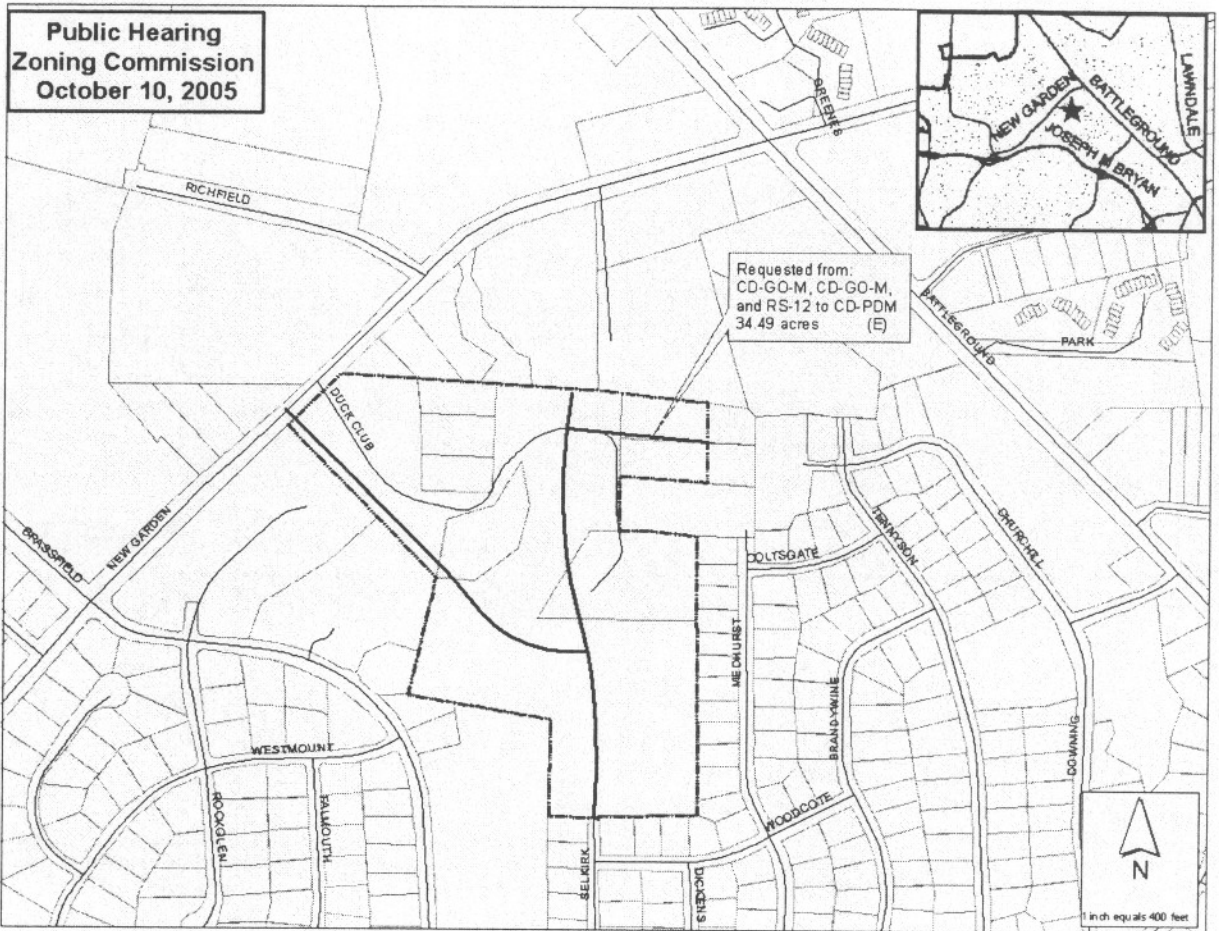 Public Hearing
Zoning Commission
October 10, 2005
NEW GARDEN
BATTLEGROUND
LAWNDALE
JOSEPH M BRYAN
GREENES
RICHFIELD
Requested from:
CD-GO-M, CD-GO-M,
and RS-12 to CD-PDM
34.49 acres (E)
BATTLEGROUND
PARK
DUCK CLUB
BRASSFIELD
NEW GARDEN
TENNYSON
CHURCHILL
COLTSGATE
MEDHURST
BRANDYWINE
DOWNING
WESTMOUNT
ROCKGLEN
FALMOUTH
WOODCOTE
SELKIRK
DICKENS
N
1 inch equals 400 feet